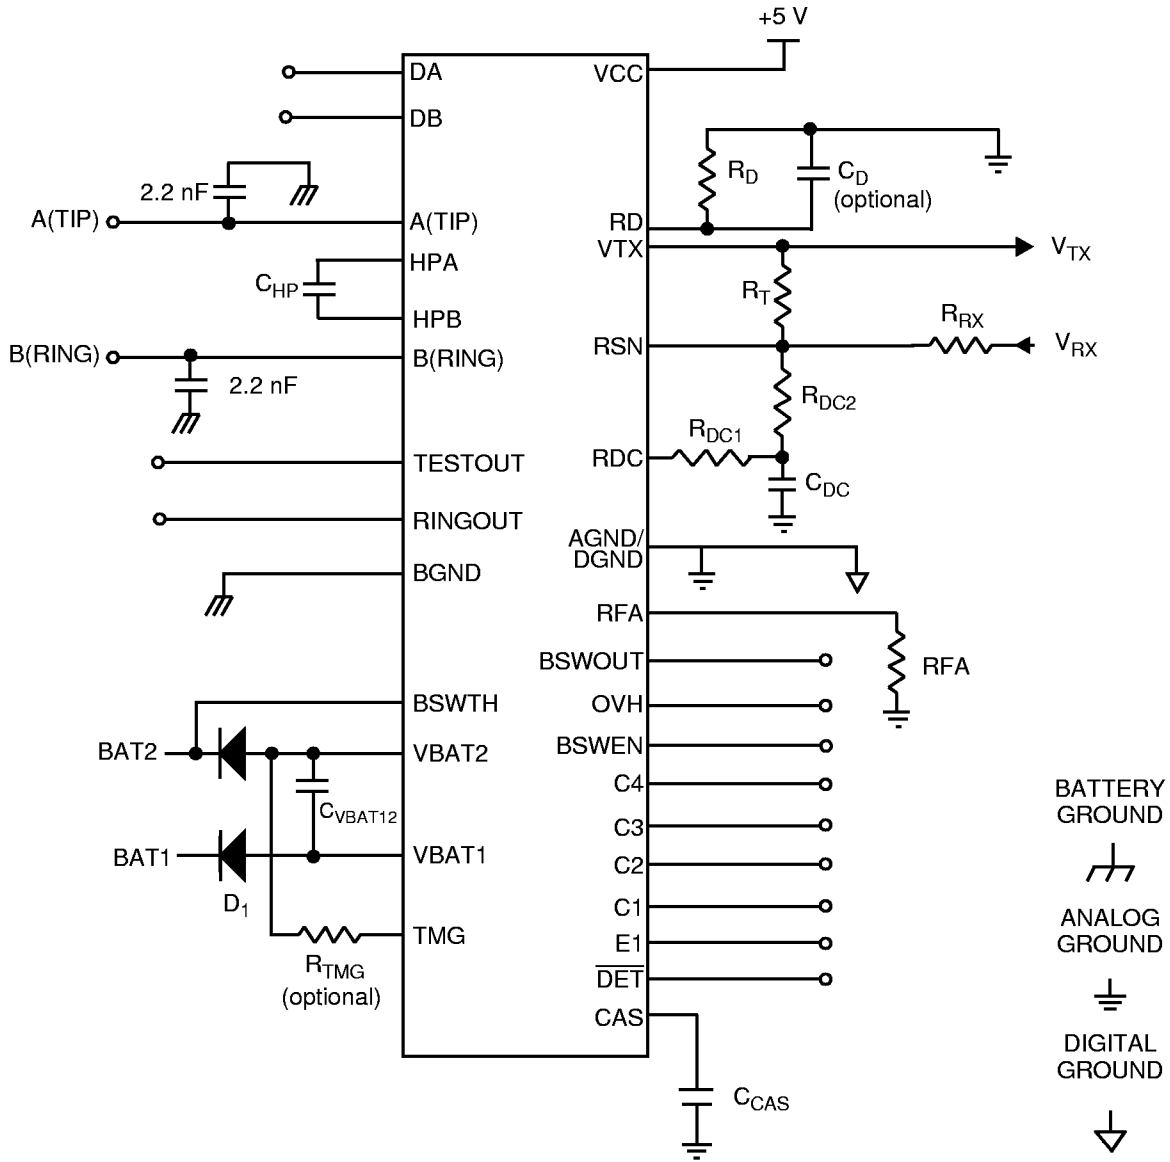 +5 V
DA
VCC
DB
2.2 nF
RD
CD
(optional)
A(TIP)
A(TIP)
RD
VTX
VTX
HPA
CHP
RT
HPB
RRX
B(RING)
B(RING)
RSN
VRX
2.2 nF
RDC2
RDC1
TESTOUT
RDC
CDC
RINGOUT
AGND/
DGND
BGND
RFA
BSWOUT
RFA
BSWTH
OVH
BAT2
VBAT2
BSWEN
C4
CVBAT12
C3
BAT1
VBAT1
C2
D1
C1
TMG
E1
RTMG
(optional)
DET
CAS
CCAS
BATTERY
GROUND
ANALOG
GROUND
DIGITAL
GROUND